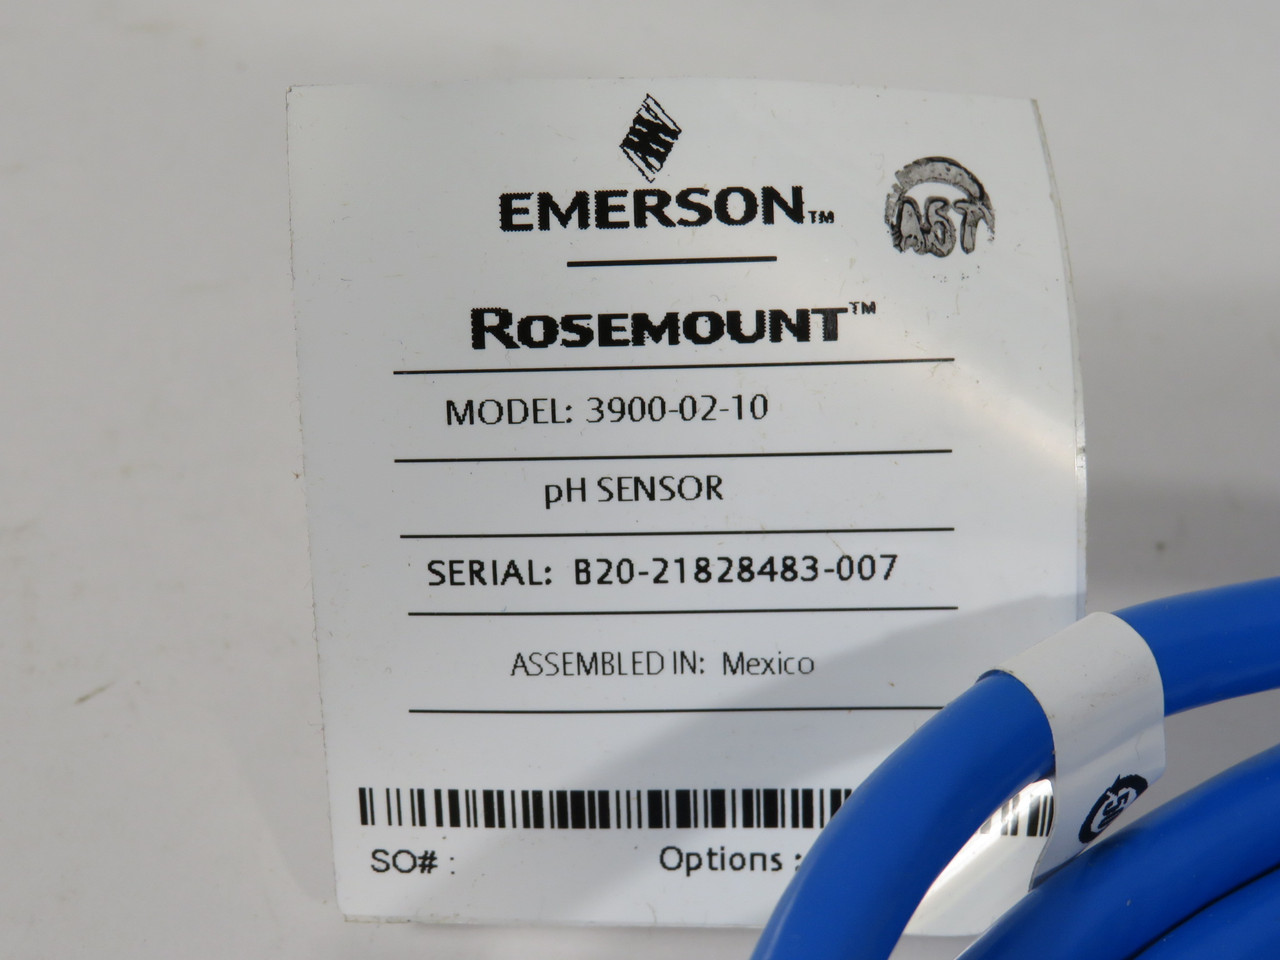 EMERSON™
AST
ROSEMOUNT™
MODEL: 3900-02-10
pH SENSOR
SERIAL: B20-21828483-007
ASSEMBLED IN: Mexico
SO# :
Options :